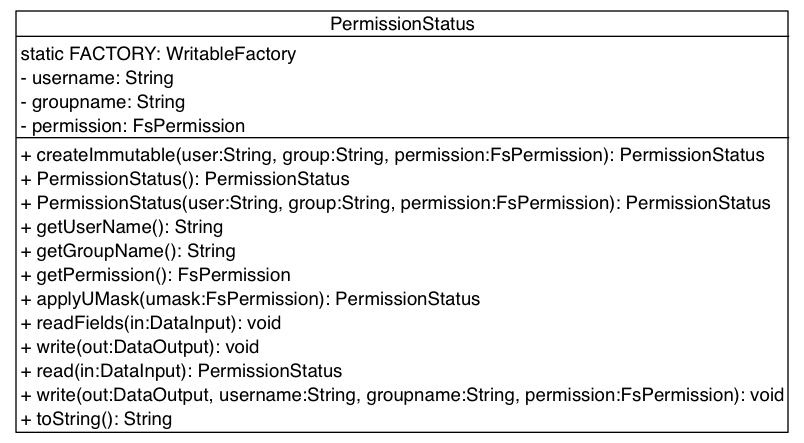 PermissionStatus
static FACTORY: WritableFactory
- username: String
- groupname: String
- permission: FsPermission
+ createImmutable(user:String, group:String, permission:FsPermission): PermissionStatus
+ PermissionStatus(): PermissionStatus
+ PermissionStatus(user:String, group:String, permission:FsPermission): PermissionStatus
+ getUserName(): String
+ getGroupName(): String
+ getPermission(): FsPermission
+ applyUMask(umask:FsPermission): PermissionStatus
+ readFields(in:DataInput): void
+ write(out:DataOutput): void
+ read(in:DataInput): PermissionStatus
+ write(out:DataOutput, username:String, groupname:String, permission:FsPermission): void
+ toString(): String